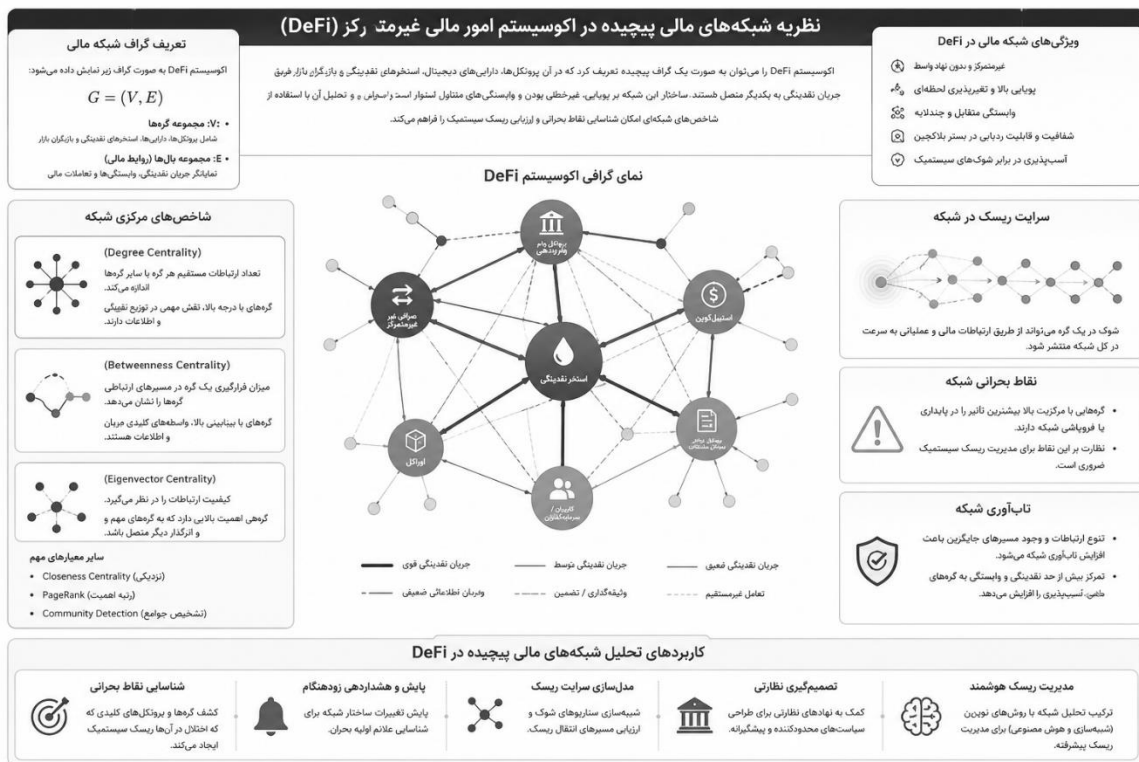 نظریه شبکه‌های مالی پیچیده در اکوسیستم امور مالی غیرمتمرکز (DeFi)
ویژگی‌های شبکه مالی در DeFi
غیرمتمرکز و بدون نهاد واسط
پویایی بالا و تغییرپذیری لحظه‌ای
وابستگی متقابل و چندلایه
شفافیت و قابلیت ردیابی در بستر بلاکچین
آسب‌پذیری در برابر شوک‌های سیستمیک
اکوسیستم DeFi را می‌توان به صورت یک گراف پیچیده تعریف کرد که در آن پروتکل‌ها، دارایی‌های دیجیتال، استخرهای نقدینگی و بازیگران بازار از طریق
جریان نقدینگی به یکدیگر متصل هستند. ساختار این شبکه بر پویایی، غیرخطی بودن و وابستگی‌های متقابل استوار است و تحلیل آن با استفاده از
شاخص‌های شبکه‌ای امکان شناسایی نقاط بحرانی و ارزیابی ریسک سیستمیک را فراهم می‌کند.
تعریف گراف شبکه مالی
اکوسیستم DeFi به صورت گراف زیر نمایش داده می‌شود:
G = (V, E)
• V: مجموعه گره‌ها
شامل پروتکل‌ها، دارایی‌ها، استخرهای نقدینگی و بازیگران بازار
• E: مجموعه یال‌ها (روابط مالی)
نمایانگر جریان نقدینگی، وابستگی‌ها و تعاملات مالی
نمای گرافی اکوسیستم DeFi
پروتکل وام
استیبل‌کوین
صرافی غیر
غیرمتمرکز
استخر نقدینگی
اوراکل
کاربران /
جریان نقدینگی قوی
جریان نقدینگی توسط
جریان نقدینگی ضعیق
وثیقه‌گذاری / تضمین
تعامل غیرمستقیم
سرایت ریسک در شبکه
شوک در یک گره می‌تواند از طریق ارتباطات مالی و عملیاتی به سرعت
در کل شبکه منتشر شود.
نقاط بحرانی شبکه
• گره‌هایی با مرکزیت بالا بیشترین تأثیر را در پایداری
یا فروپاشی شبکه دارند.
• نظارت بر این نقاط برای مدیریت ریسک سیستمیک
ضروری است.
تاب‌آوری شبکه
• تنوع ارتباطات و وجود مسیرهای جایگزین باعث
افزایش تاب‌آوری شبکه می‌شود.
• تمرکز بیش از حد نقدینگی و وابستگی به گره‌های
آسیب‌پذیری را افزایش می‌دهد.
شاخص‌های مرکزی شبکه
(Degree Centrality)
تعداد ارتباطات مستقیم هر گره با سایر گره‌ها
اندازه می‌کند.
گره‌های با درجه بالا، نقش مهمی در توزیع نقینگی
و اطلاعات دارند.
(Betweenness Centrality)
میزان قرارگیری یک گره در مسیرهای ارتباطی
گره‌ها را نشان می‌دهد.
گره‌های با بینابینی بالا، واسطه‌های کلیدی جریان
و اطلاعات هستند.
(Eigenvector Centrality)
کیفیت ارتباطات را در نظر می‌گیرد.
گرهی اهمیت بالایی دارد که به گره‌های مهم و
و اثرگذار دیگر متصل باشد.
سایر معیارهای مهم
• Closeness Centrality (نزدیکی)
• PageRank (رتبه اهمیت)
• Community Detection (تشخیص جوامع)
کاربردهای تحلیل شبکه‌های مالی پیچیده در DeFi
مدیریت ریسک هوشمند
ترکیب تحلیل شبکه با روش‌های نوین
(شبیه‌سازی و هوش مصنوعی) برای مدیریت
ریسک پیشرفته.
تصمیم‌گیری نظارتی
کمک به نهادهای نظارتی برای طراحی
سیاست‌های محدودکننده و پیشگیرانه.
مدل‌سازی سرایت ریسک
شبیه‌سازی سناریوهای شوک و
ارزیابی مسیرهای انتقال ریسک.
پایش و هشداردهی زودهنگام
پایش تغییرات ساختار شبکه برای
شناسایی علائم اولیه بحران.
شناسایی نقاط بحرانی
کشف گره‌ها و پروتکل‌های کلیدی که
که اختلال در آن‌ها ریسک سیستمیک
ایجاد می‌کند.